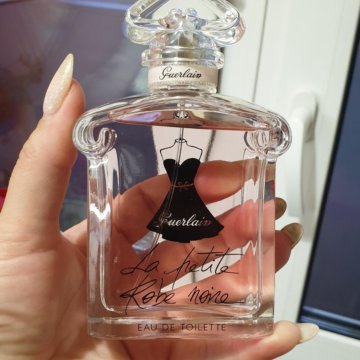 Guerlain
Guerlain
La petite
Robe noire
EAU DE TOILETTE